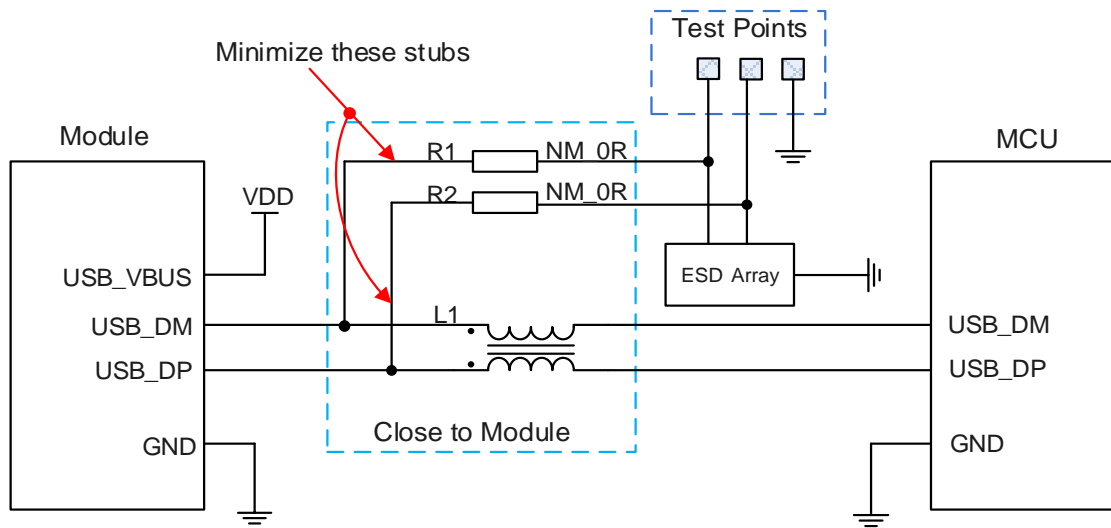 Test Points
Minimize these stubs
Module
MCU
R1
NM_0R
R2
NM_0R
VDD
ESD Array
USB_VBUS
USB_DM
L1
USB_DM
USB_DP
USB_DP
Close to Module
GND
GND